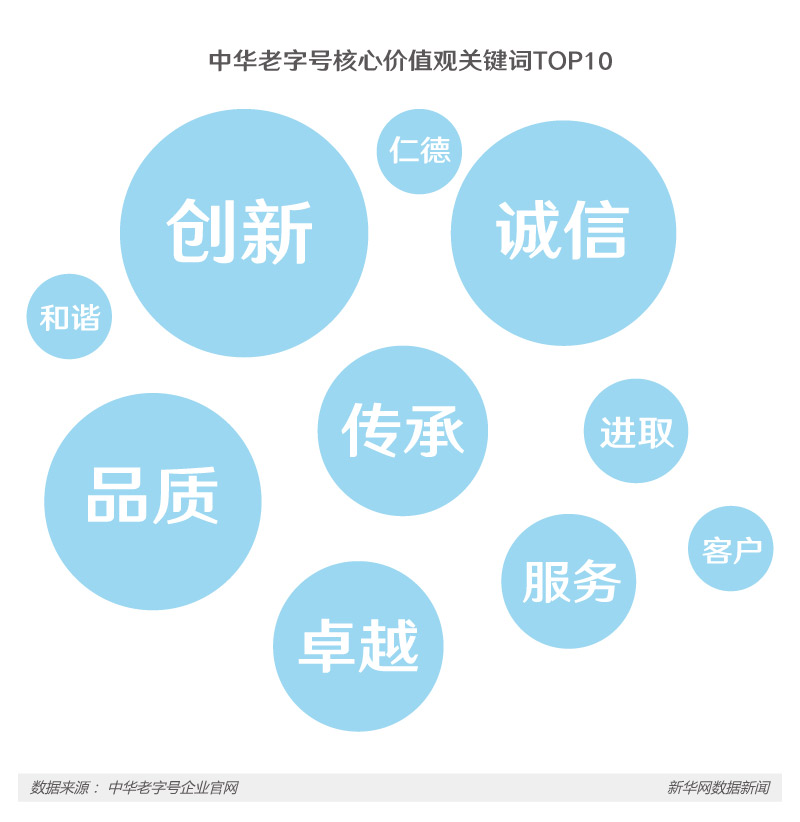 中华老字号核心价值观关键词TOP10
仁德
创新
诚信
和谐
传承
进取
品质
客户
服务
卓越
数据来源：中华老字号企业官网
新华网数据新闻